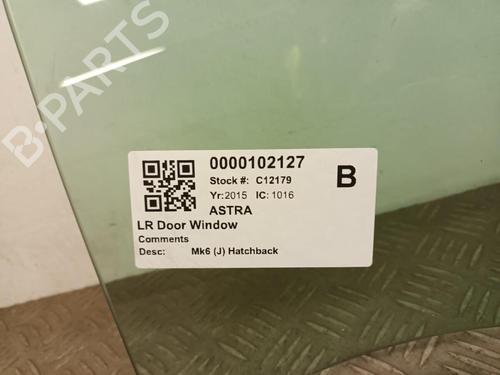 B-PARTS
0000102127
Stock #: C12179
B
Yr:2015 IC: 1016
ASTRA
LR Door Window
Comments
Desc: Mk6 (J) Hatchback